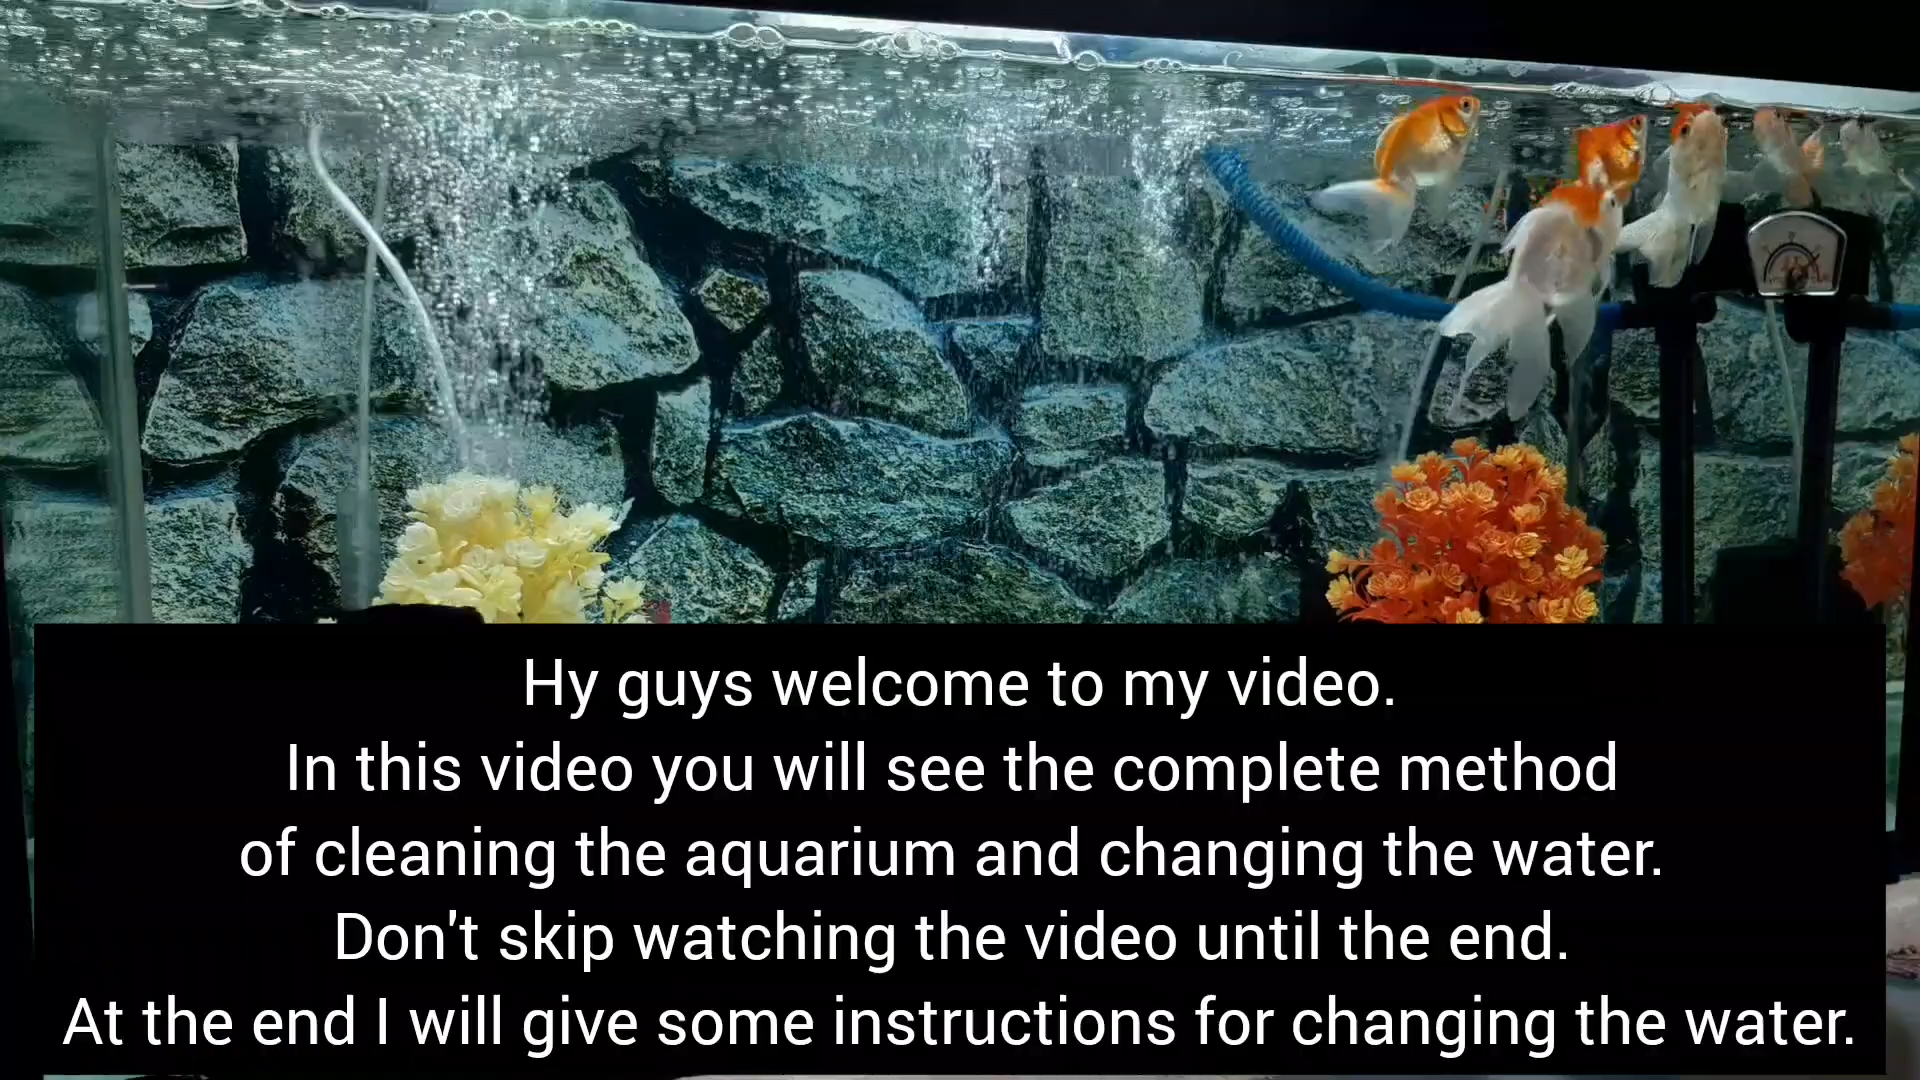 Hy guys welcome to my video.
In this video you will see the complete method
of cleaning the aquarium and changing the water.
Don't skip watching the video until the end.
At the end I will give some instructions for changing the water.